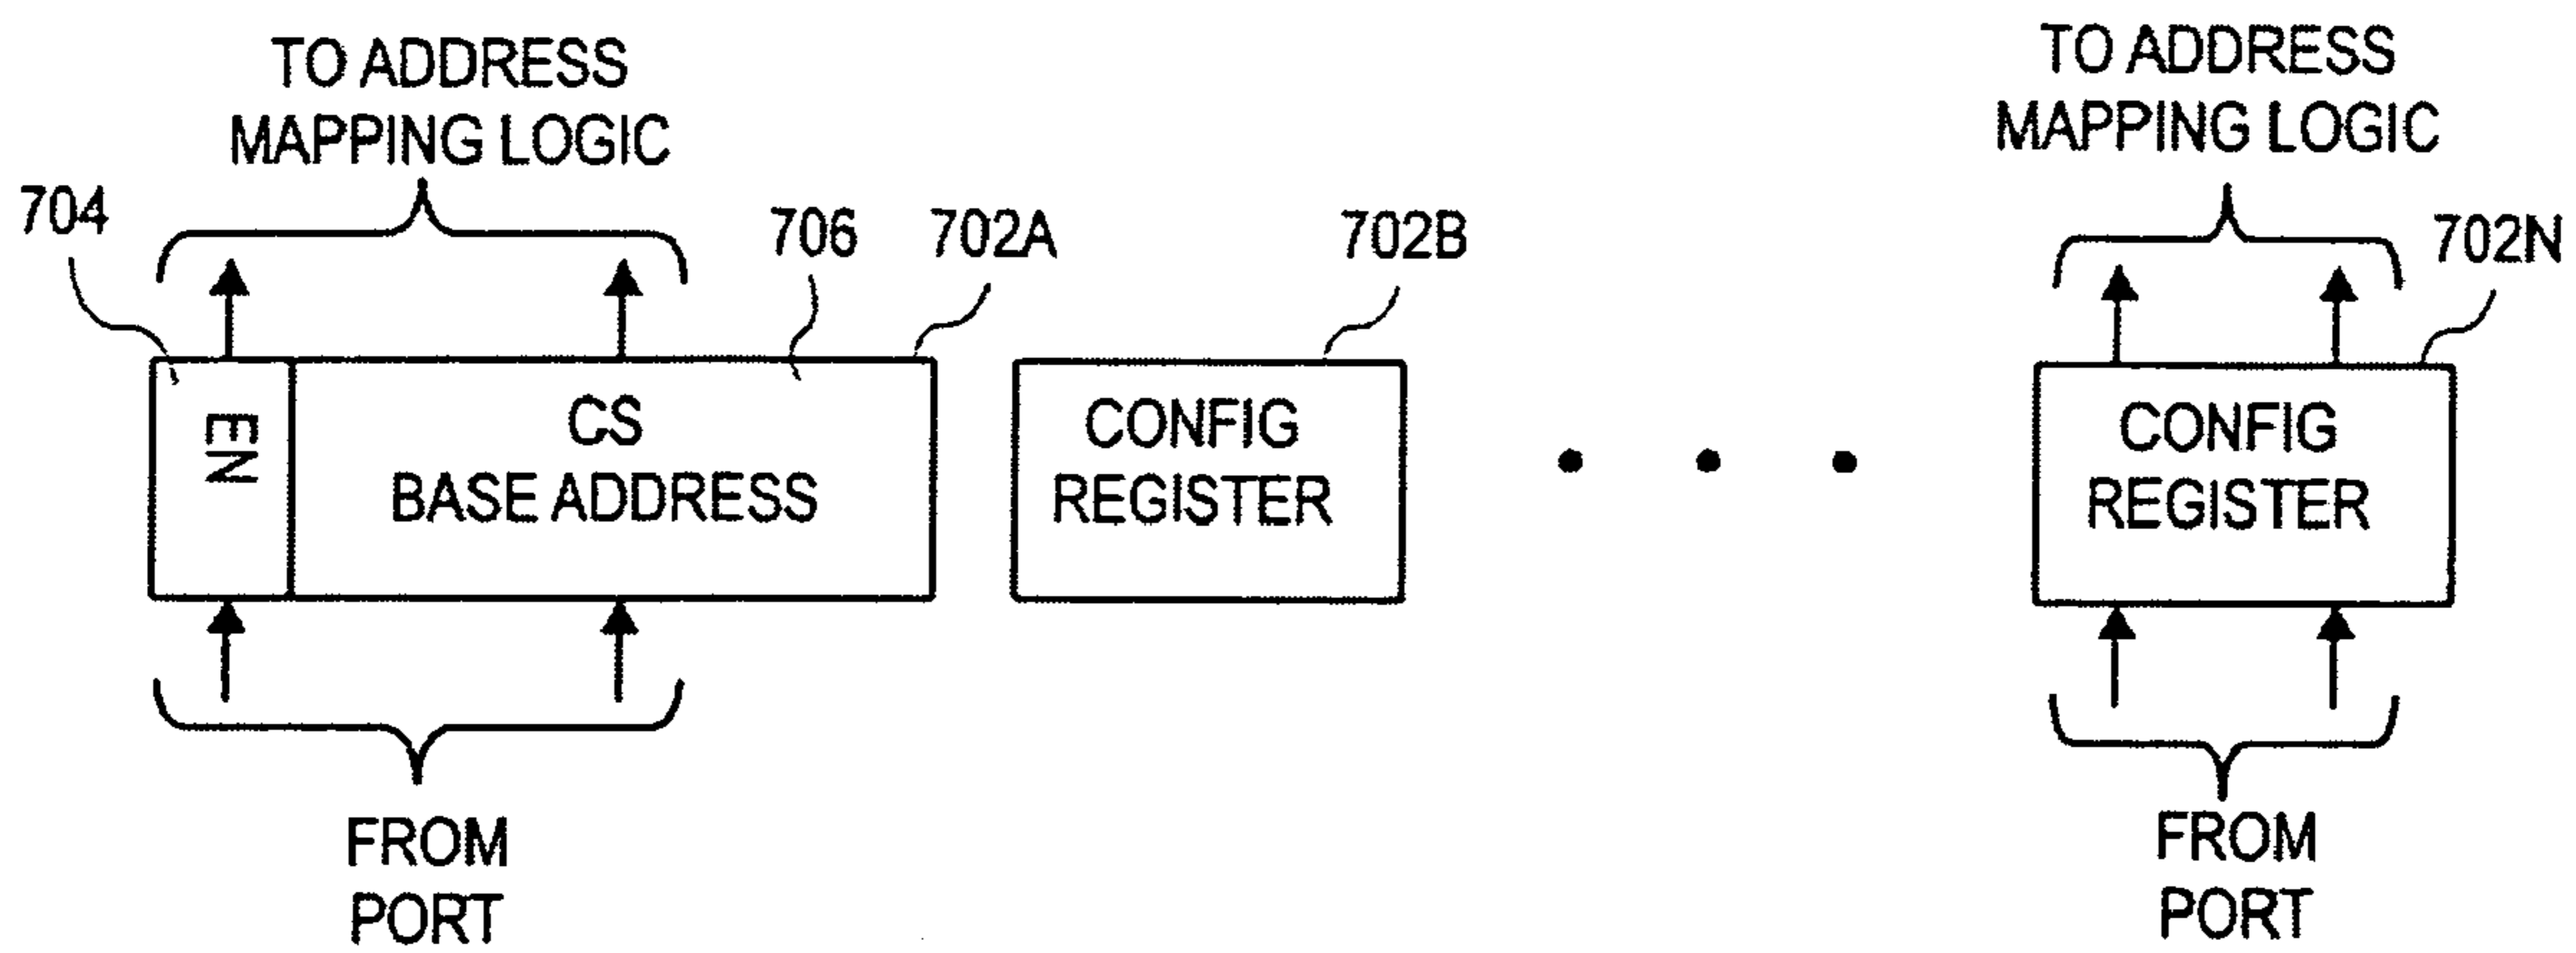 TO ADDRESS
MAPPING LOGIC
TO ADDRESS
MAPPING LOGIC
704
706
702A
702B
702N
EN
CS
BASE ADDRESS
CONFIG
REGISTER
CONFIG
REGISTER
FROM
PORT
FROM
PORT